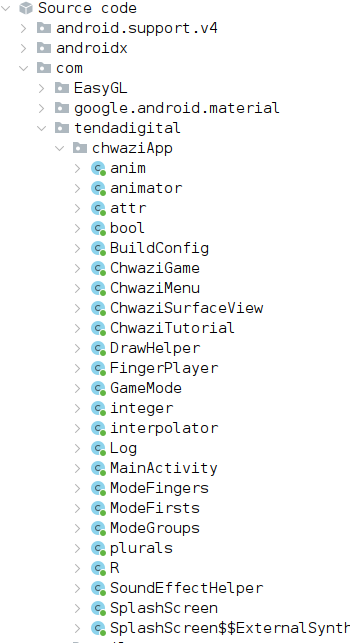 Source code
android.support.v4
androidx
com
EasyGL
google.android.material
tendadigital
chwaziApp
anim
animator
attr
bool
BuildConfig
ChwaziGame
ChwaziMenu
ChwaziSurfaceView
ChwaziTutorial
DrawHelper
FingerPlayer
GameMode
integer
interpolator
Log
MainActivity
ModeFingers
ModeFirsts
ModeGroups
plurals
R
SoundEffectHelper
SplashScreen
SplashScreen$$ExternalSynth